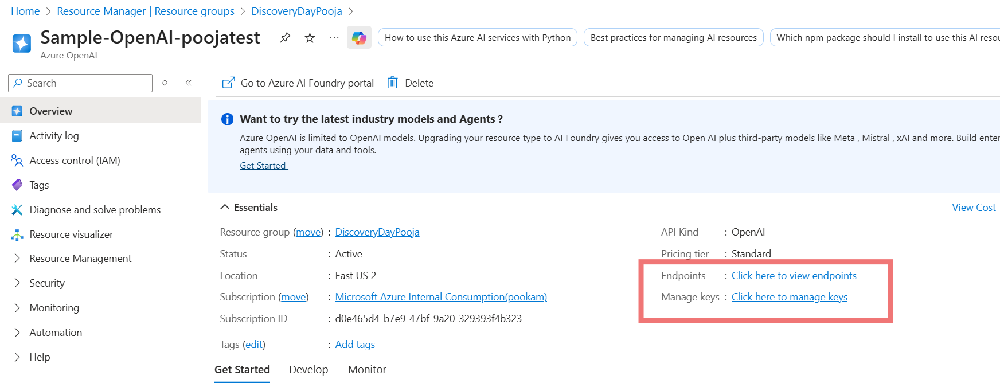 Home > Resource Manager | Resource groups > DiscoveryDayPooja >
Sample-OpenAI-poojatest
Azure OpenAI
How to use this Azure AI services with Python
Best practices for managing AI resources
Which npm package should I install to use this AI resou
Search
Go to Azure AI Foundry portal
Delete
Overview
Activity log
Access control (IAM)
Tags
Diagnose and solve problems
Resource visualizer
Resource Management
Security
Monitoring
Automation
Help
Want to try the latest industry models and Agents ?
Azure OpenAI is limited to OpenAI models. Upgrading your resource type to AI Foundry gives you access to Open AI plus third-party models like Meta , Mistral , xAI and more. Build enter
agents using your data and tools.
Get Started
Essentials
View Cost
Resource group (move) : DiscoveryDayPooja
Status : Active
Location : East US 2
Subscription (move) : Microsoft Azure Internal Consumption(pookam)
Subscription ID : d0e465d4-b7e9-47bf-9a20-329393f4b323
Tags (edit) : Add tags
API Kind : OpenAI
Pricing tier : Standard
Endpoints : Click here to view endpoints
Manage keys : Click here to manage keys
Get Started
Develop
Monitor